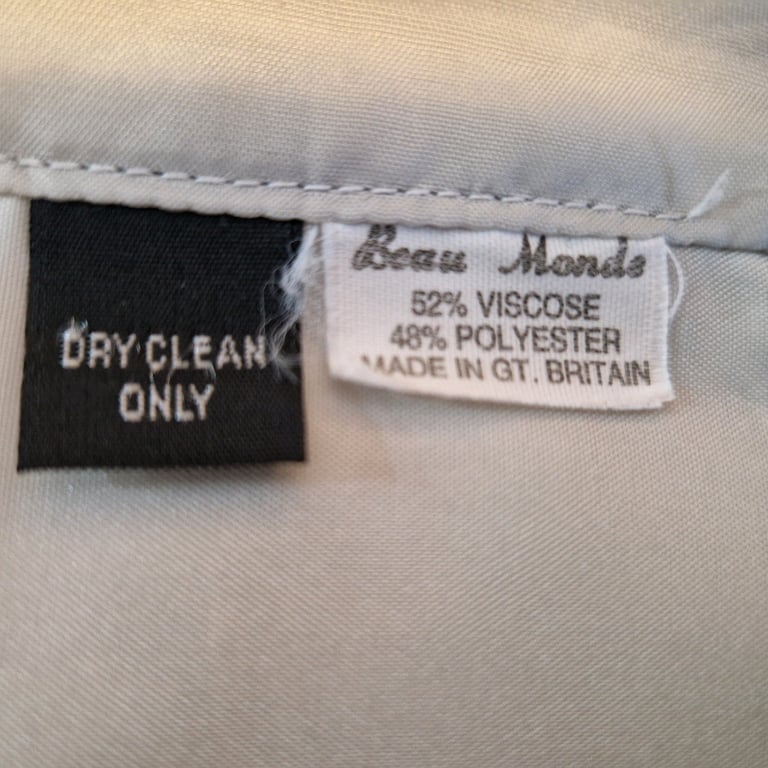 DRY CLEAN
ONLY
Beau Monde
52% VISCOSE
48% POLYESTER
MADE IN GT. BRITAIN